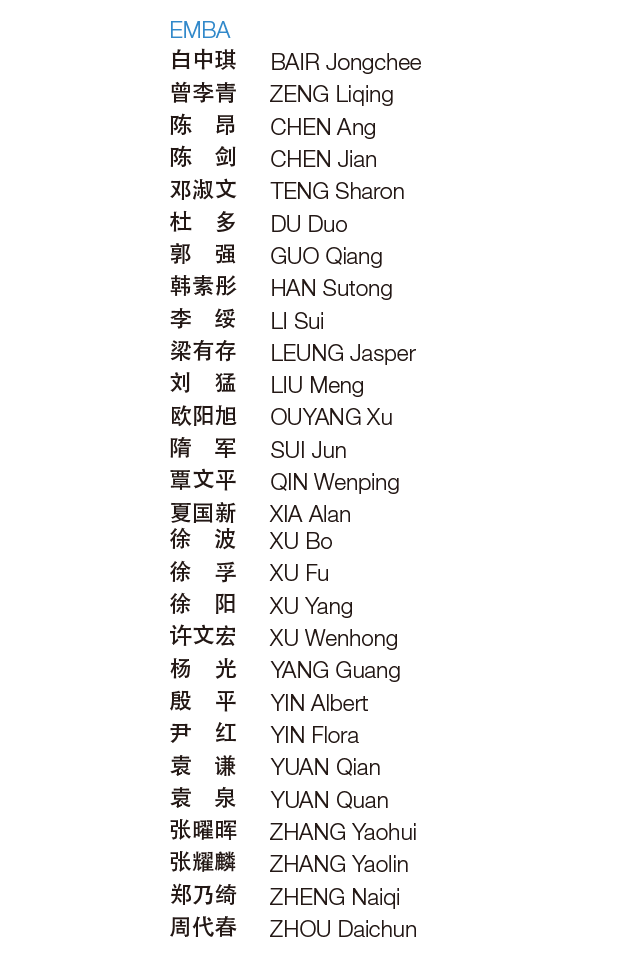 EMBA
白中琪 BAIR Jongchee
曾李青 ZENG Liqing
陈 昂 CHEN Ang
陈 剑 CHEN Jian
邓淑文 TENG Sharon
杜 多 DU Duo
郭 强 GUO Qiang
韩素彤 HAN Sutong
李 绥 LI Sui
梁有存 LEUNG Jasper
刘 猛 LIU Meng
欧阳旭 OUYANG Xu
隋 军 SUI Jun
覃文平 QIN Wenping
夏国新 XIA Alan
徐 波 XU Bo
徐 孚 XU Fu
徐 阳 XU Yang
许文宏 XU Wenhong
杨 光 YANG Guang
殷 平 YIN Albert
尹 红 YIN Flora
袁 谦 YUAN Qian
袁 泉 YUAN Quan
张曜晖 ZHANG Yaohui
张耀麟 ZHANG Yaolin
郑乃绮 ZHENG Naiqi
周代春 ZHOU Daichun